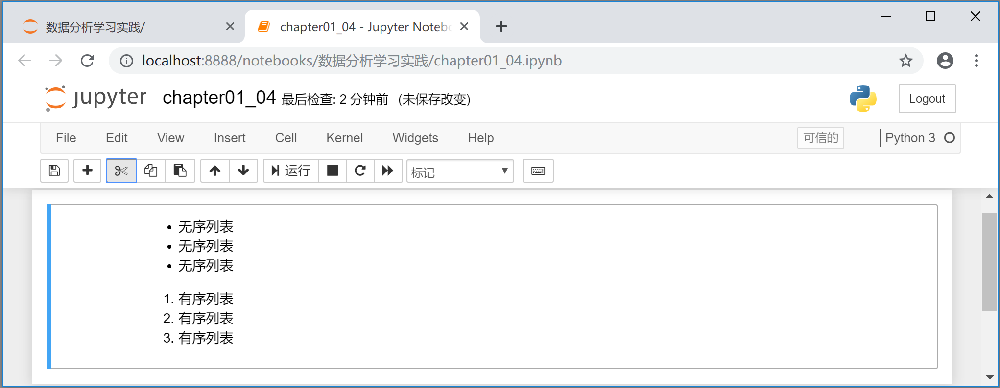 数据分析学习实践/
chapter01_04 - Jupyter Notebo
localhost:8888/notebooks/数据分析学习实践/chapter01_04.ipynb
jupyter chapter01_04 最后检查: 2 分钟前 (未保存改变) Logout
File Edit View Insert Cell Kernel Widgets Help 可信的 Python 3
运行 标记
• 无序列表
• 无序列表
• 无序列表
1. 有序列表
2. 有序列表
3. 有序列表